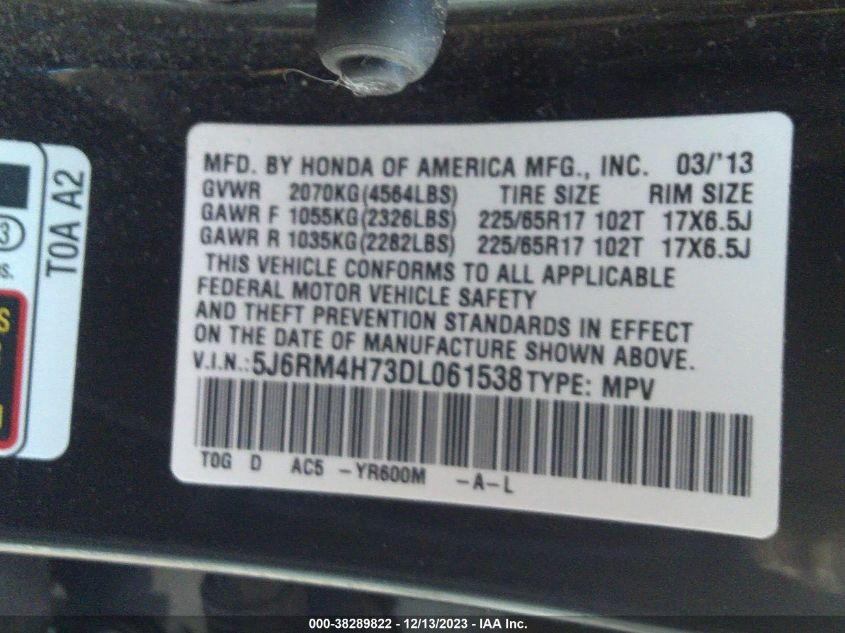 MFD. BY HONDA OF AMERICA MFG., INC. 03/'13
GVWR 2070KG(4564LBS) TIRE SIZE RIM SIZE
GAWR F 1055KG(2326LBS) 225/65R17 102T 17X6.5J
GAWR R 1035KG(2282LBS) 225/65R17 102T 17X6.5J
THIS VEHICLE CONFORMS TO ALL APPLICABLE
FEDERAL MOTOR VEHICLE SAFETY
AND THEFT PREVENTION STANDARDS IN EFFECT
ON THE DATE OF MANUFACTURE SHOWN ABOVE.
V.I.N.: 5J6RM4H73DL061538 TYPE: MPV
T0G D AC5 -YR600M -A-L
T0A A2
3
000-38289822 - 12/13/2023 - IAA Inc.